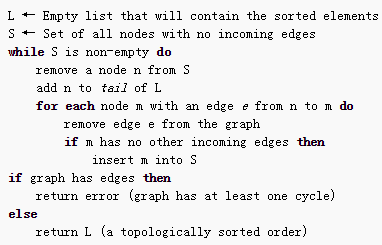 L ← Empty list that will contain the sorted elements
S ← Set of all nodes with no incoming edges
while S is non-empty do
    remove a node n from S
    add n to tail of L
    for each node m with an edge e from n to m do
        remove edge e from the graph
        if m has no other incoming edges then
            insert m into S
if graph has edges then
    return error (graph has at least one cycle)
else
    return L (a topologically sorted order)